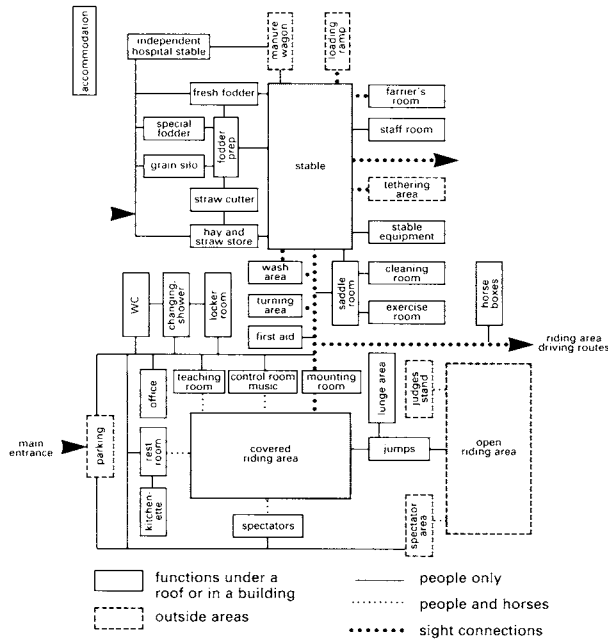 accommodation
independent
hospital stable
manure
wagon
loading
ramp
fresh fodder
farrier's
room
special
fodder
fodder
prep
staff room
stable
grain silo
tethering
area
straw cutter
hay and
straw store
stable
equipment
wash
area
saddle
room
cleaning
room
WC
changing,
shower
locker
room
turning
area
exercise
room
horse
boxes
first aid
riding area
driving routes
teaching
room
control room
music
mounting
room
office
lunge area
judges
stand
main
entrance
parking
rest
room
covered
riding area
jumps
open
riding area
kitchen-
ette
spectators
spectator
area
functions under a
roof or in a building
outside areas
people only
people and horses
sight connections